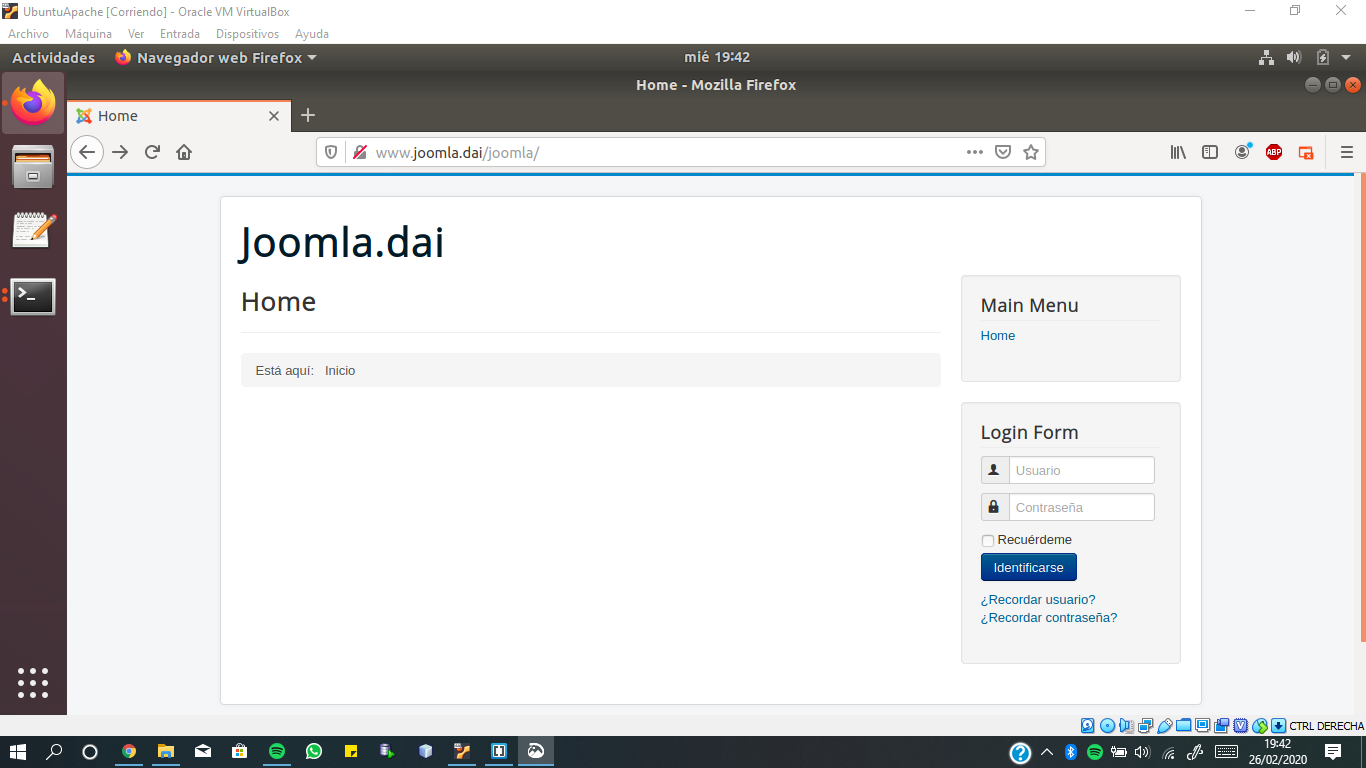 UbuntuApache [Corriendo] - Oracle VM VirtualBox
Archivo Máquina Ver Entrada Dispositivos Ayuda
Actividades Navegador web Firefox mié 19:42
Home - Mozilla Firefox
Home
www.joomla.dai/joomla/
ABP
Joomla.dai
Home
Está aquí: Inicio
Main Menu
Home
Login Form
Usuario
Contraseña
Recuérdeme
Identificarse
¿Recordar usuario?
¿Recordar contraseña?
CTRL DERECHA
19:42
26/02/2020